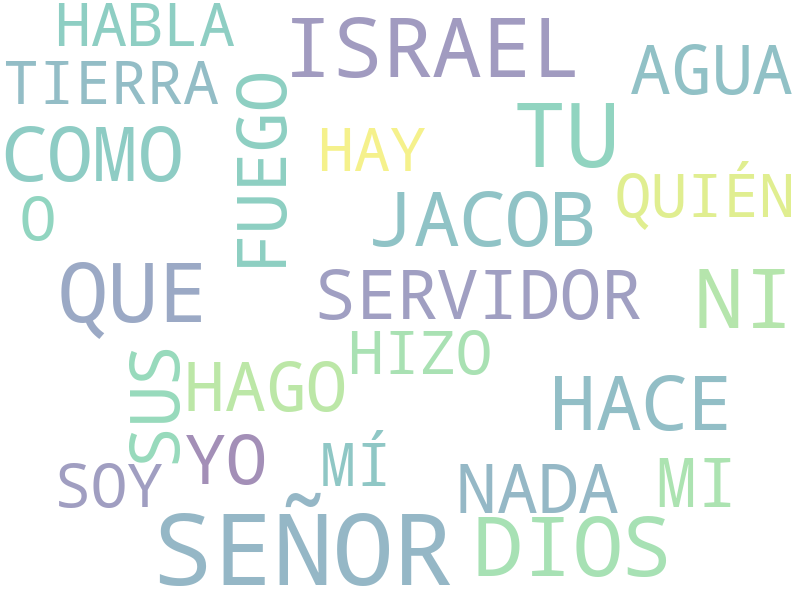 HABLA
ISRAEL
TIERRA
AGUA
FUEGO
TU
COMO
HAY
QUIÉN
O
JACOB
QUE
SERVIDOR
NI
HIZO
SUS
HAGO
HACE
YO
MÍ
SOY
NADA
MI
SEÑOR
DIOS